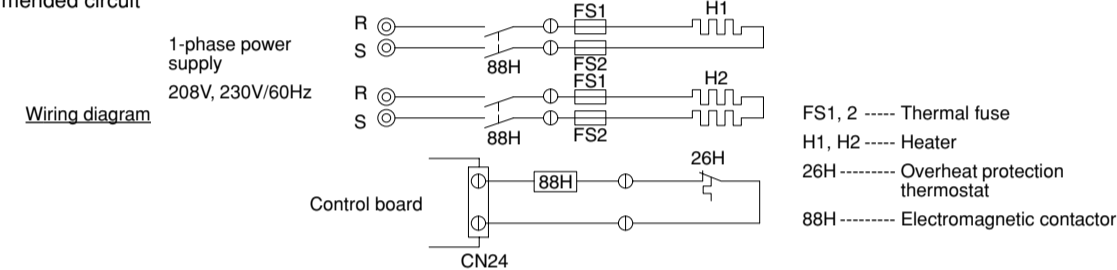 mended circuit
1-phase power
supply
208V, 230V/60Hz
Wiring diagram
R
S
88H
FS1
FS2
H1
R
S
88H
FS1
FS2
H2
Control board
88H
26H
CN24
FS1, 2 ----- Thermal fuse
H1, H2 ----- Heater
26H --------- Overheat protection
thermostat
88H --------- Electromagnetic contactor